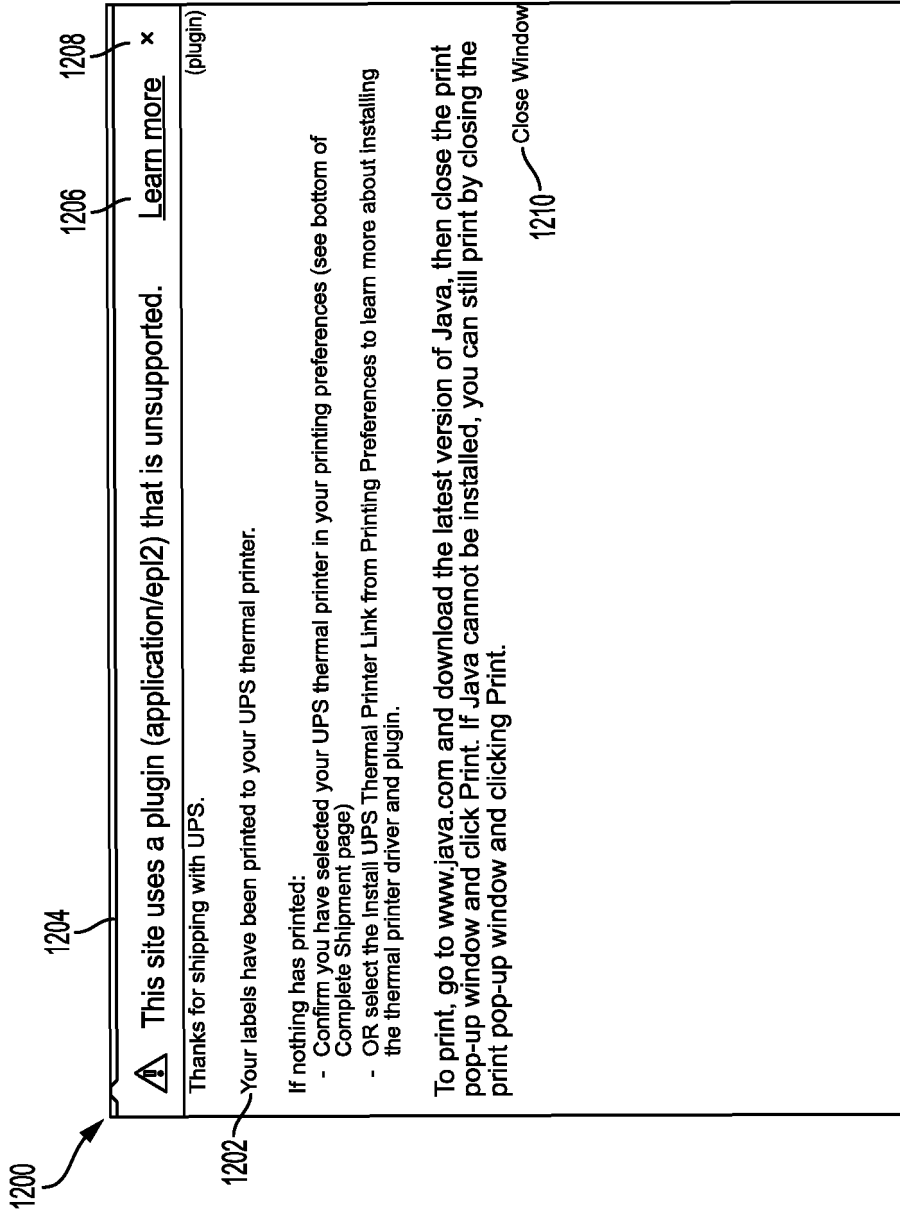 1200
1204
1206
1208
This site uses a plugin (application/epl2) that is unsupported. Learn more ×
(plugin)
Thanks for shipping with UPS.
1202
Your labels have been printed to your UPS thermal printer.
If nothing has printed:
- Confirm you have selected your UPS thermal printer in your printing preferences (see bottom of
Complete Shipment page)
- OR select the Install UPS Thermal Printer Link from Printing Preferences to learn more about installing
the thermal printer driver and plugin.
To print, go to www.java.com and download the latest version of Java, then close the print
pop-up window and click Print. If Java cannot be installed, you can still print by closing the
print pop-up window and clicking Print.
1210
Close Window